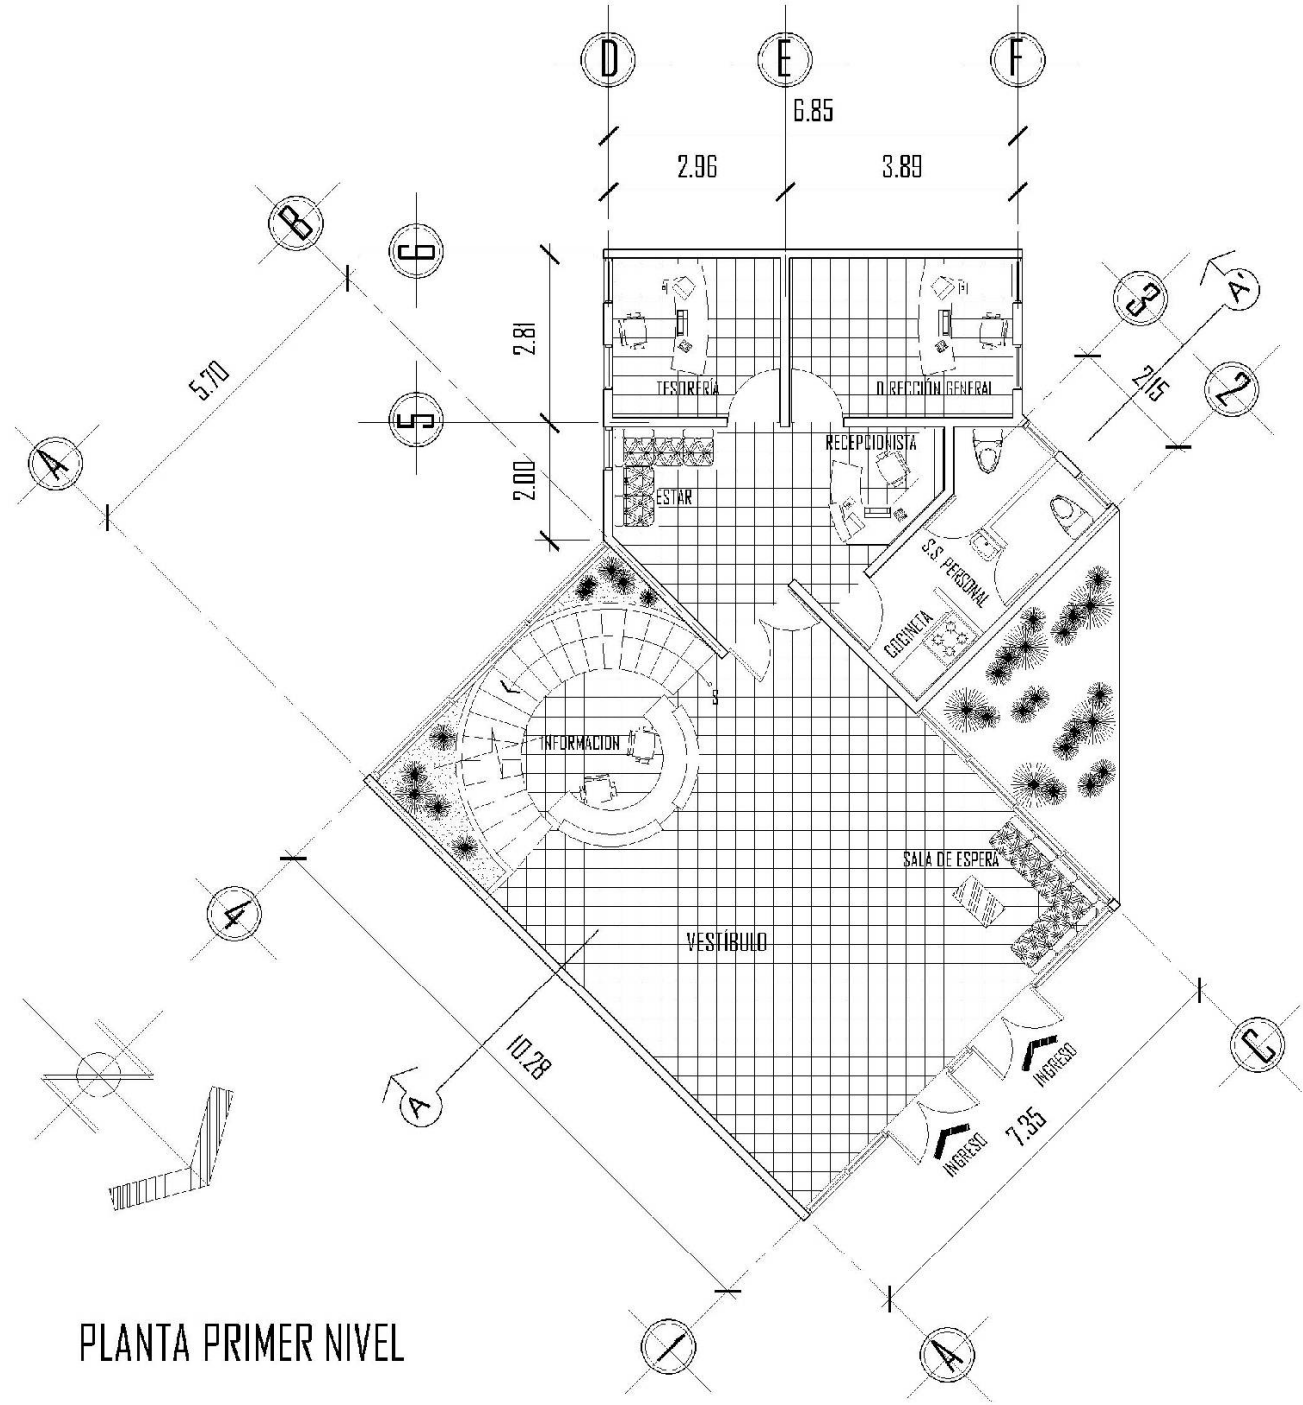 D
E
F
6.85
2.96
3.89
B
6
3
A'
2.81
TESORERÍA
DIRECCIÓN GENERAL
2.15
2
5.70
5
RECEPCIONISTA
A
2.00
ESTAR
S.S. PERSONAL
COCINETA
S
INFORMACION
SALA DE ESPERA
4
VESTÍBULO
10.28
C
INGRESO
A
7.35
INGRESO
1
A
PLANTA PRIMER NIVEL